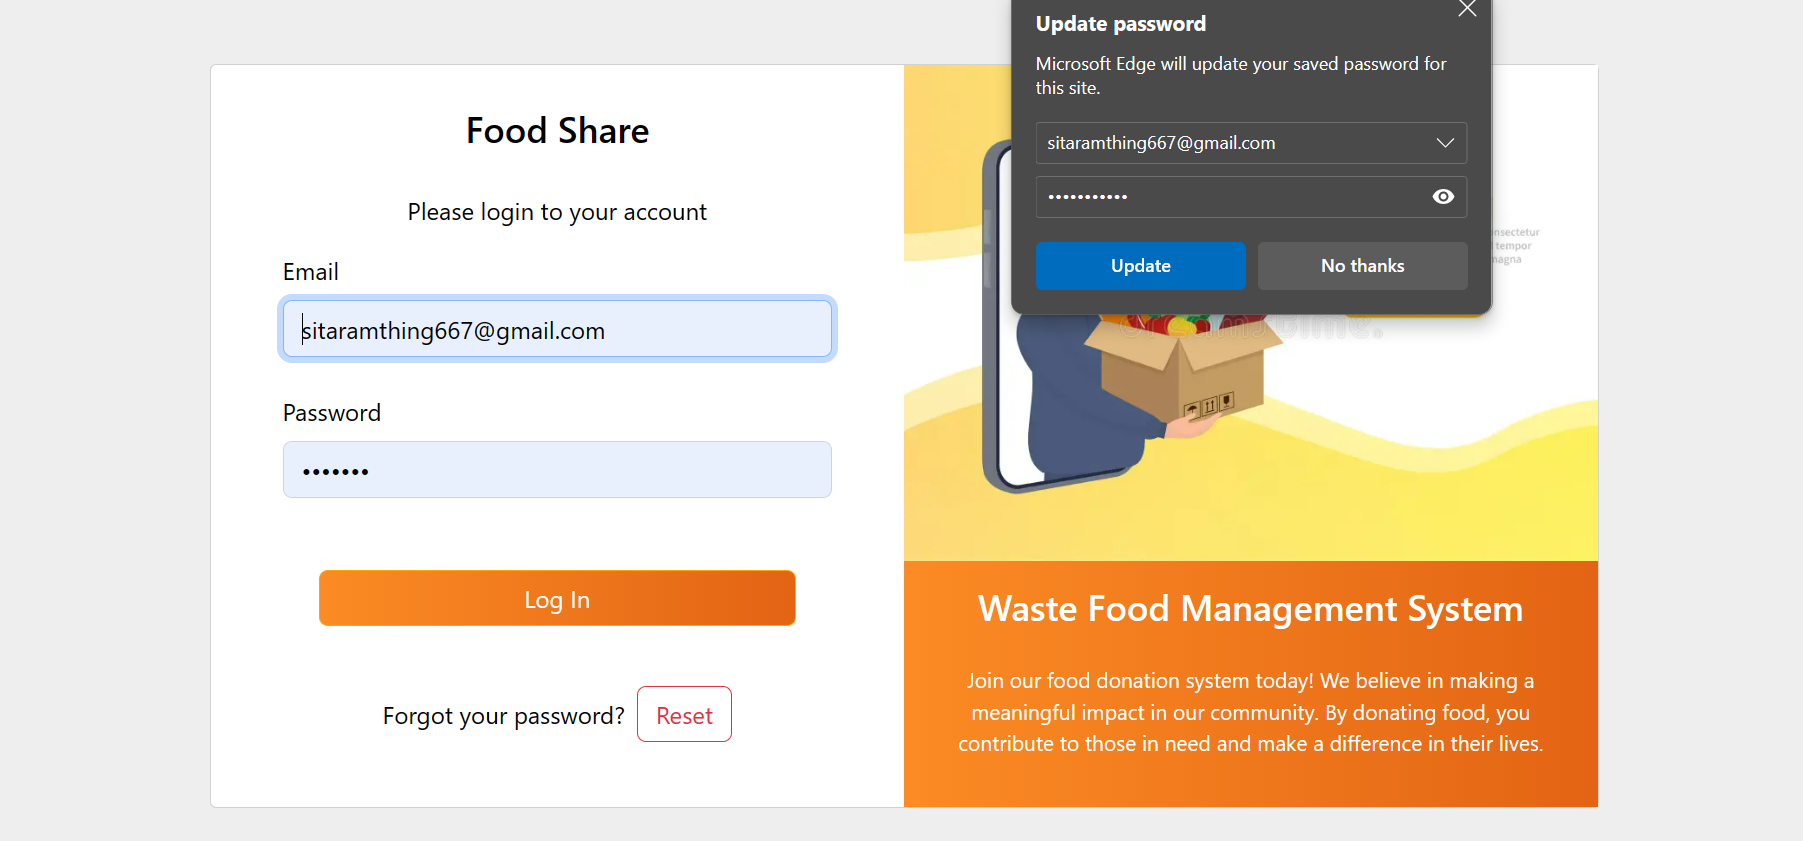 Food Share
Please login to your account
Email
sitaramthing667@gmail.com
Password
•••••••
Log In
Forgot your password? Reset
Update password
Microsoft Edge will update your saved password for
this site.
sitaramthing667@gmail.com
•••••••••••
Update No thanks
tempor
magna
Waste Food Management System
Join our food donation system today! We believe in making a
meaningful impact in our community. By donating food, you
contribute to those in need and make a difference in their lives.